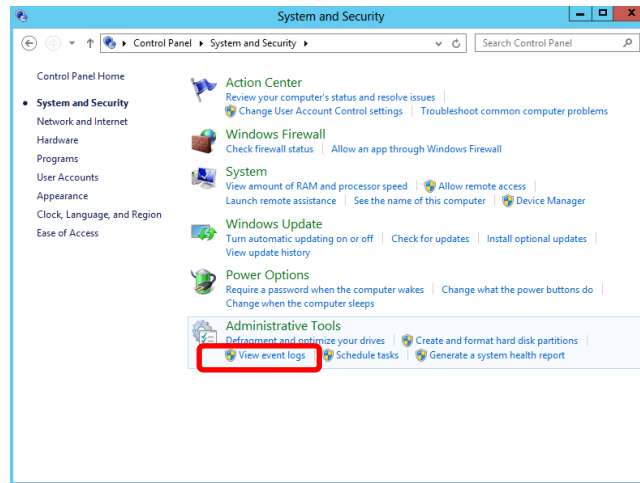 System and Security
Control Panel System and Security
Search Control Panel
Control Panel Home
System and Security
Network and Internet
Hardware
Programs
User Accounts
Appearance
Clock, Language, and Region
Ease of Access
Action Center
Review your computer's status and resolve issues
Change User Account Control settings Troubleshoot common computer problems
Windows Firewall
Check firewall status Allow an app through Windows Firewall
System
View amount of RAM and processor speed Allow remote access
Launch remote assistance See the name of this computer Device Manager
Windows Update
Turn automatic updating on or off Check for updates Install optional updates
View update history
Power Options
Require a password when the computer wakes Change what the power buttons do
Change when the computer sleeps
Administrative Tools
Defragment and optimize your drives Create and format hard disk partitions
View event logs Schedule tasks Generate a system health report